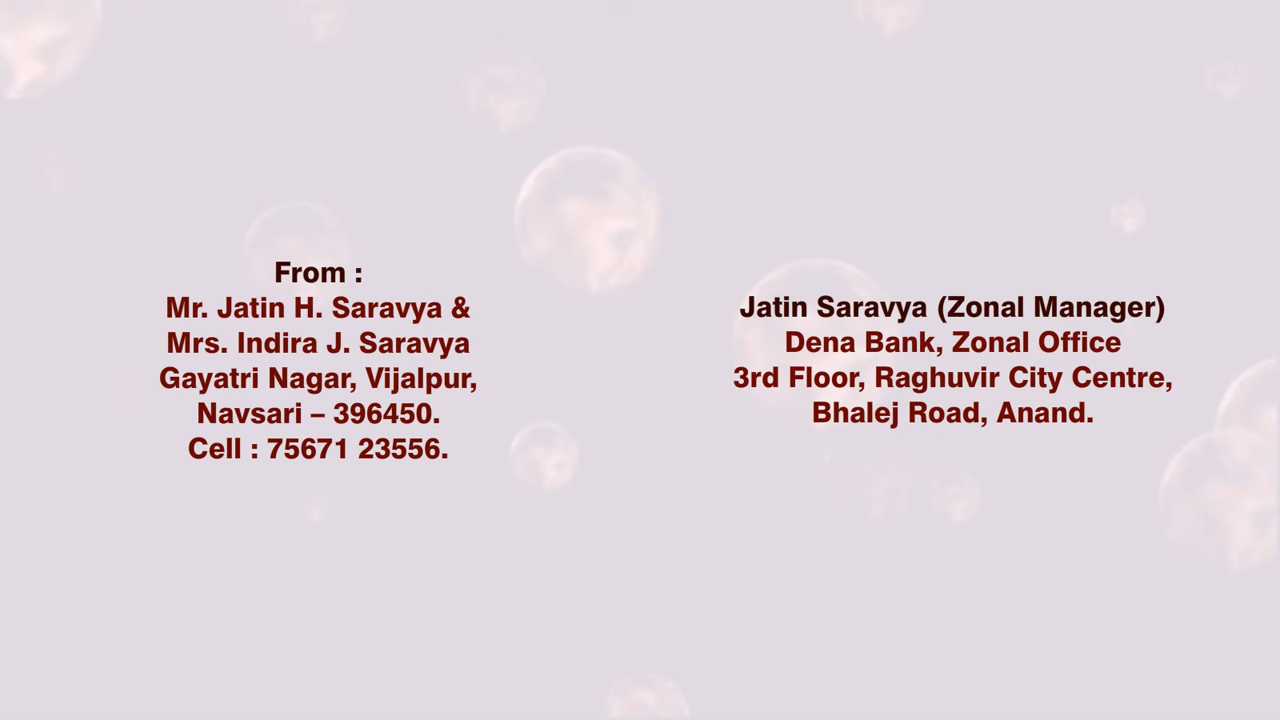 From :
Mr. Jatin H. Saravya &
Mrs. Indira J. Saravya
Gayatri Nagar, Vijalpur,
Navsari – 396450.
Cell : 75671 23556.
Jatin Saravya (Zonal Manager)
Dena Bank, Zonal Office
3rd Floor, Raghuvir City Centre,
Bhalej Road, Anand.